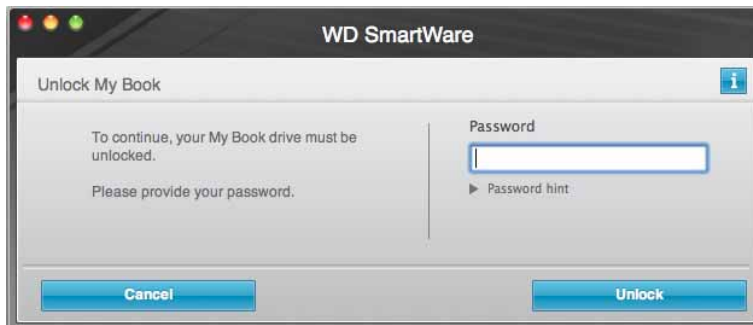 WD SmartWare
Unlock My Book
i
To continue, your My Book drive must be
unlocked.
Please provide your password.
Password
Password hint
Cancel
Unlock